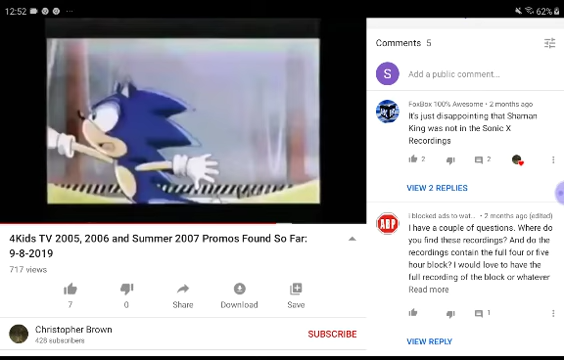 12:52
62%
Comments 5
S
Add a public comment...
FoxBox 100% Awesome • 2 months ago
It's just disappointing that Shaman
King was not in the Sonic X
Recordings
2
2
VIEW 2 REPLIES
ABP
i blocked ads to wat... • 2 months ago (edited)
I have a couple of questions. Where do
you find these recordings? And do the
recordings contain the full four or five
hour block? I would love to have the
full recording of the block or whatever
Read more
1
VIEW REPLY
4Kids TV 2005, 2006 and Summer 2007 Promos Found So Far:
9-8-2019
717 views
7
0
Share
Download
Save
Christopher Brown
428 subscribers
SUBSCRIBE